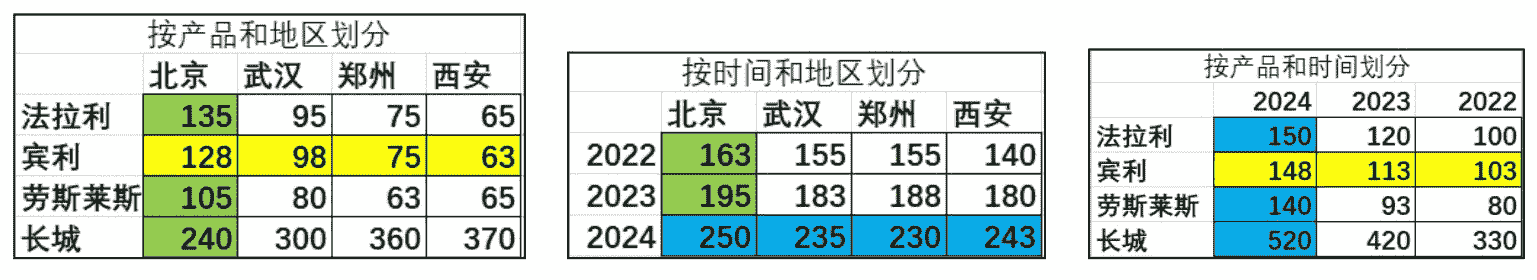 按产品和地区划分
北京 武汉 郑州 西安
法拉利 135 95 75 65
宾利 128 98 75 63
劳斯莱斯 105 80 63 65
长城 240 300 360 370
按时间和地区划分
北京 武汉 郑州 西安
2022 163 155 155 140
2023 195 183 188 180
2024 250 235 230 243
按产品和时间划分
2024 2023 2022
法拉利 150 120 100
宾利 148 113 103
劳斯莱斯 140 93 80
长城 520 420 330